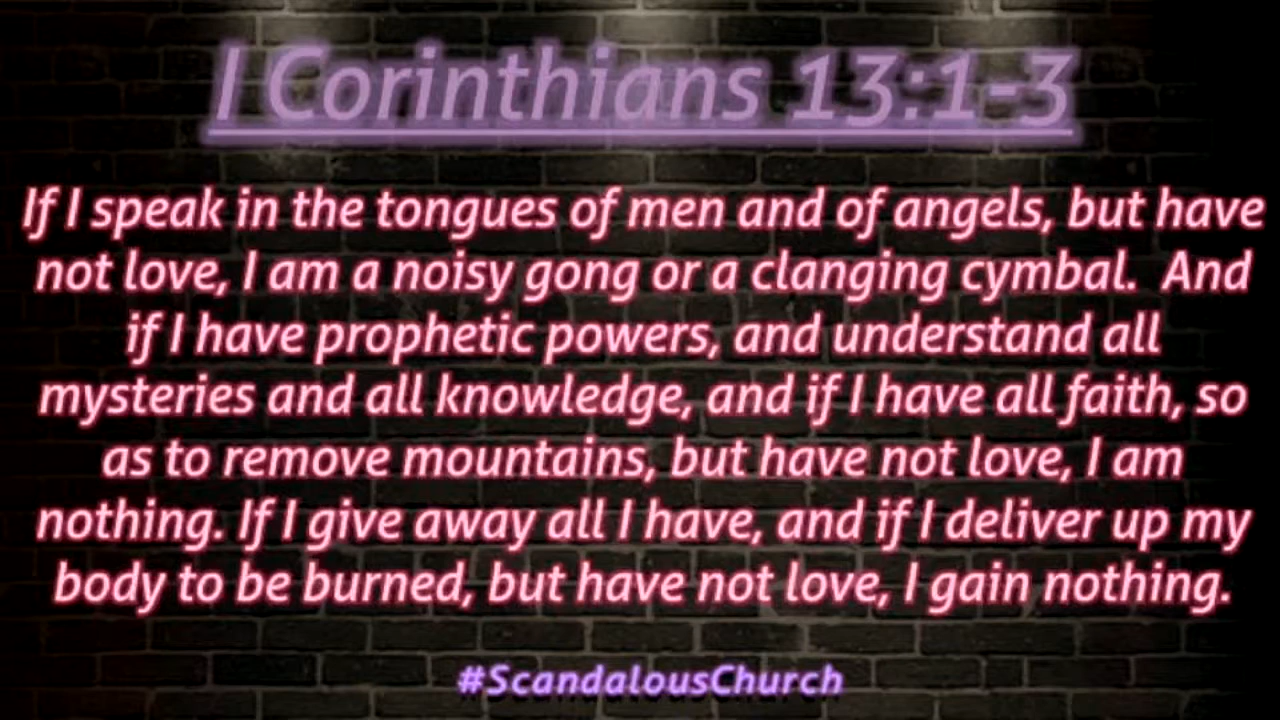 I Corinthians 13:1-3
If I speak in the tongues of men and of angels, but have
not love, I am a noisy gong or a clanging cymbal.  And
if I have prophetic powers, and understand all
mysteries and all knowledge, and if I have all faith, so
as to remove mountains, but have not love, I am
nothing. If I give away all I have, and if I deliver up my
body to be burned, but have not love, I gain nothing.
#ScandalousChurch